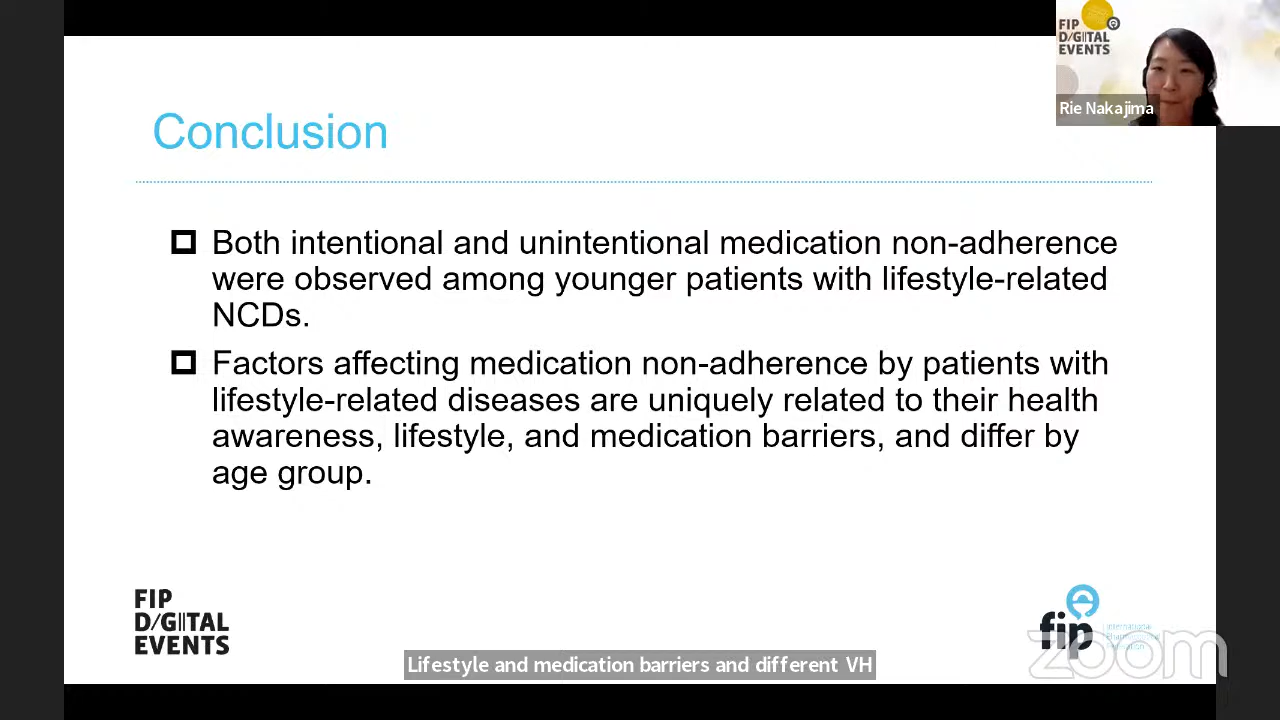 FIP
D/GITAL
EVENTS
Rie Nakajima
Conclusion
Both intentional and unintentional medication non-adherence
were observed among younger patients with lifestyle-related
NCDs.
Factors affecting medication non-adherence by patients with
lifestyle-related diseases are uniquely related to their health
awareness, lifestyle, and medication barriers, and differ by
age group.
FIP
D/GITAL
EVENTS
fip
International
Pharmaceutical
Federation
zoom
Lifestyle and medication barriers and different VH